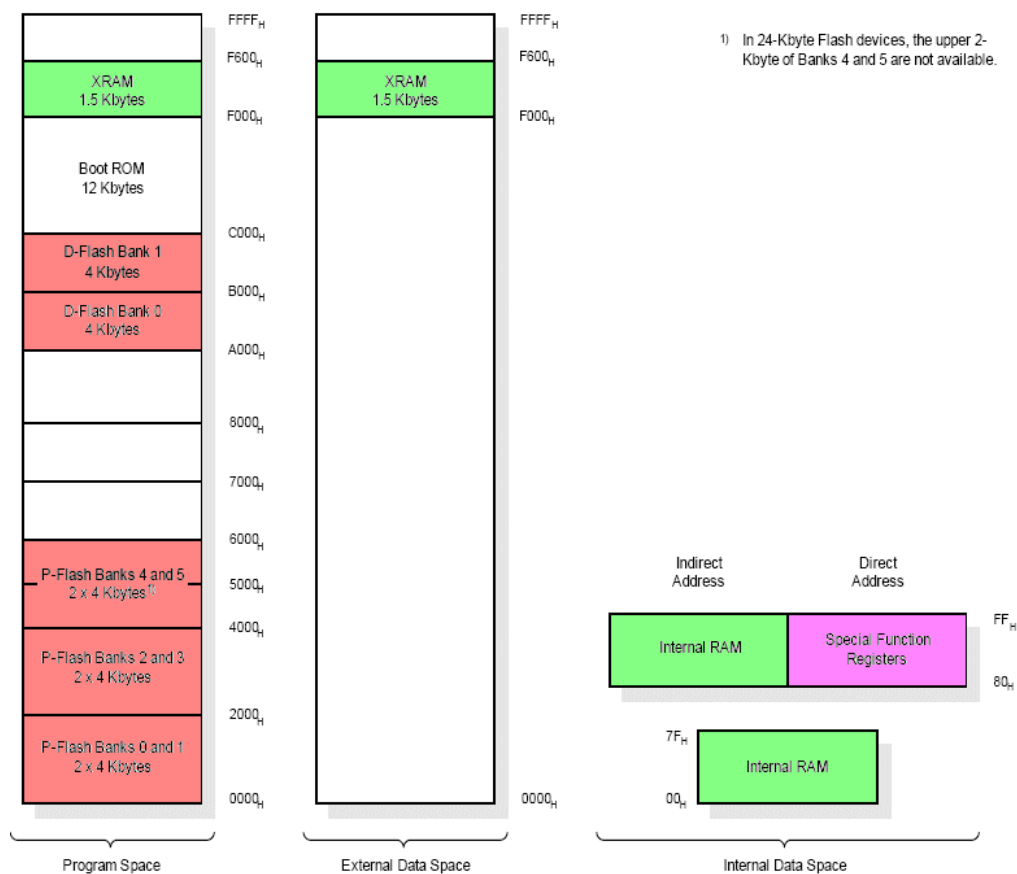 FFFFH
F600H
XRAM
1.5 Kbytes
F000H
Boot ROM
12 Kbytes
C000H
D-Flash Bank 1
4 Kbytes
B000H
D-Flash Bank 0
4 Kbytes
A000H
8000H
7000H
6000H
P-Flash Banks 4 and 5
2 x 4 Kbytes1)
5000H
4000H
P-Flash Banks 2 and 3
2 x 4 Kbytes
2000H
P-Flash Banks 0 and 1
2 x 4 Kbytes
0000H
Program Space
FFFFH
F600H
XRAM
1.5 Kbytes
F000H
0000H
External Data Space
1) In 24-Kbyte Flash devices, the upper 2-
Kbyte of Banks 4 and 5 are not available.
Indirect
Address
Direct
Address
FFH
Internal RAM
Special Function
Registers
80H
7FH
Internal RAM
00H
Internal Data Space